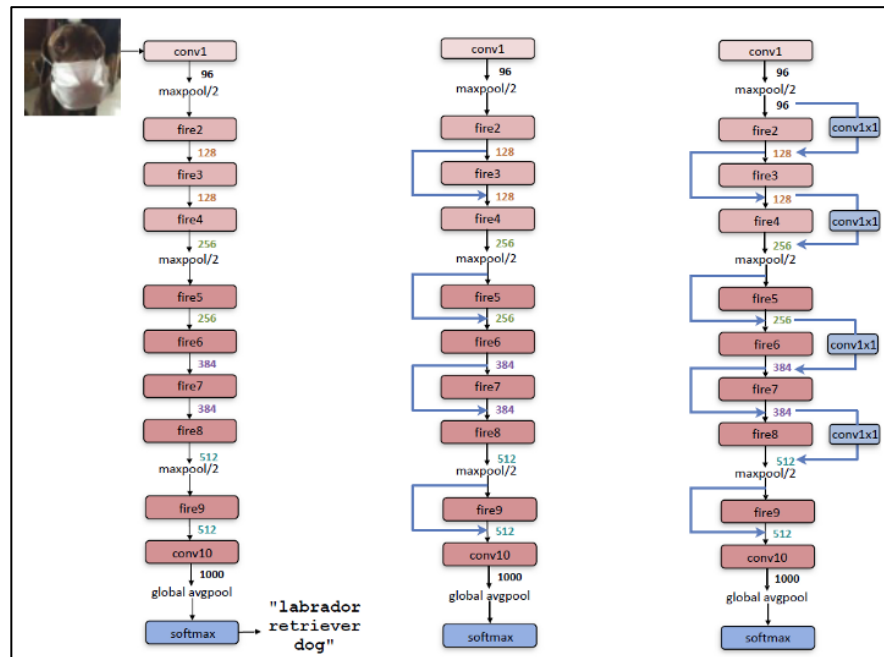 conv1
96
maxpool/2
fire2
128
fire3
128
fire4
256
maxpool/2
fire5
256
fire6
384
fire7
384
fire8
512
maxpool/2
fire9
512
conv10
1000
global avgpool
softmax
"labrador
retriever
dog"
conv1
96
maxpool/2
fire2
128
fire3
128
fire4
256
maxpool/2
fire5
256
fire6
384
fire7
384
fire8
512
maxpool/2
fire9
512
conv10
1000
global avgpool
softmax
conv1
96
maxpool/2
96
conv1x1
fire2
128
fire3
128
conv1x1
fire4
256
maxpool/2
fire5
256
conv1x1
fire6
384
fire7
384
conv1x1
fire8
512
maxpool/2
fire9
512
conv10
1000
global avgpool
softmax